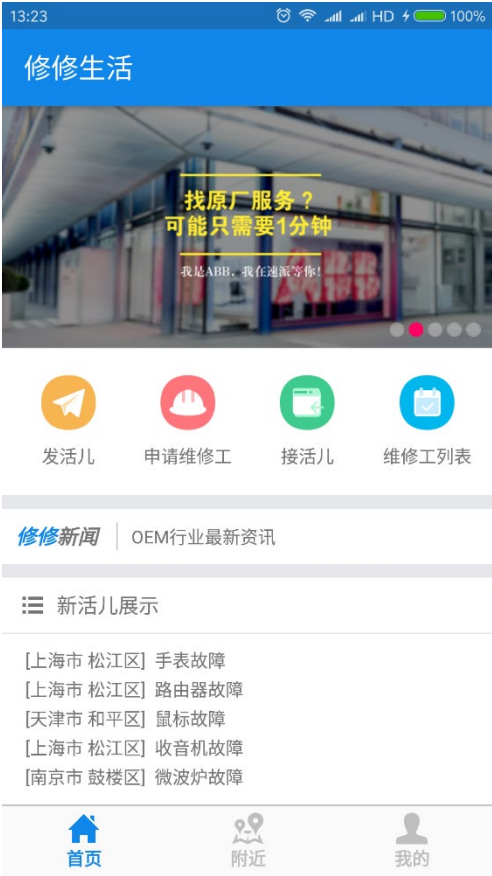 13:23 HD 100%
修修生活
找原厂服务？
可能只需要1分钟
我是ABB，我在速派等你！
发活儿 申请维修工 接活儿 维修工列表
修修新闻 OEM行业最新资讯
新活儿展示
[上海市 松江区] 手表故障
[上海市 松江区] 路由器故障
[天津市 和平区] 鼠标故障
[上海市 松江区] 收音机故障
[南京市 鼓楼区] 微波炉故障
首页 附近 我的